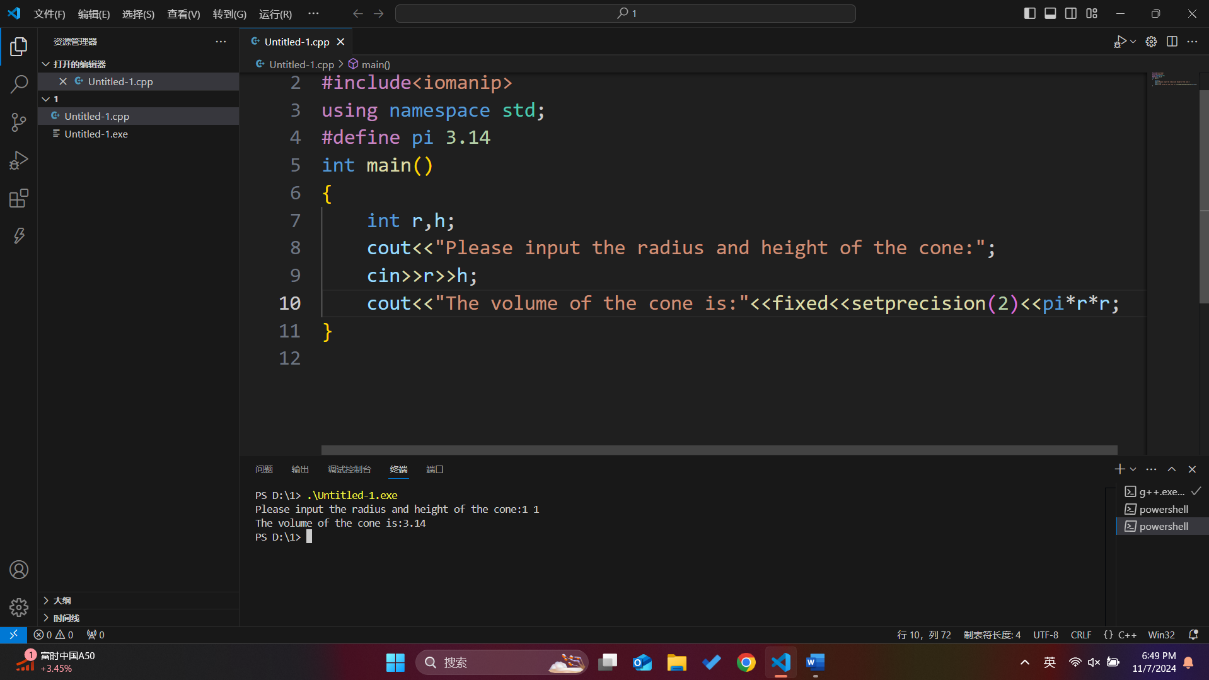 文件(F) 编辑(E) 选择(S) 查看(V) 转到(G) 运行(R) ···
1
资源管理器 ···
打开的编辑器
Untitled-1.cpp
1
Untitled-1.cpp
Untitled-1.exe
大纲
时间线
Untitled-1.cpp
Untitled-1.cpp > main()
2 #include<iomanip>
3 using namespace std;
4 #define pi 3.14
5 int main()
6 {
7 int r,h;
8 cout<<"Please input the radius and height of the cone:";
9 cin>>r>>h;
10 cout<<"The volume of the cone is:"<<fixed<<setprecision(2)<<pi*r*r;
11 }
12
问题 输出 调试控制台 终端 端口
PS D:\1> .\Untitled-1.exe
Please input the radius and height of the cone:1 1
The volume of the cone is:3.14
PS D:\1>
g++.exe...
powershell
powershell
0 0 0
行 10，列 72 制表符长度: 4 UTF-8 CRLF {} C++ Win32
1
富时中国A50
+3.45%
搜索
英
6:49 PM
11/7/2024